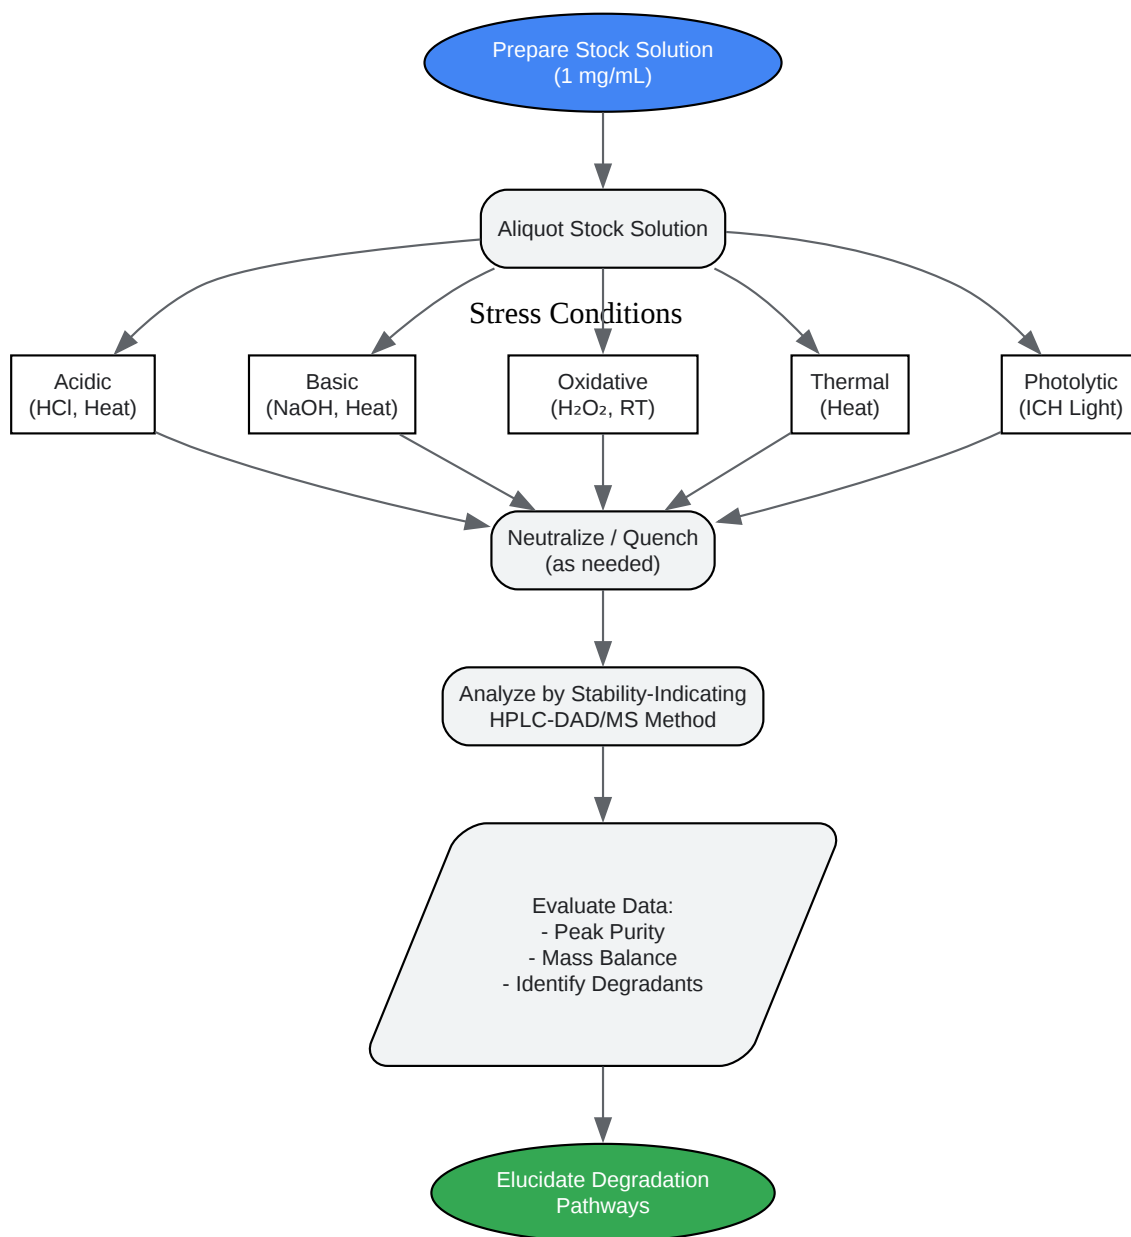 Prepare Stock Solution
(1 mg/mL)
Aliquot Stock Solution
Stress Conditions
Acidic
(HCl, Heat)
Basic
(NaOH, Heat)
Oxidative
(H₂O₂, RT)
Thermal
(Heat)
Photolytic
(ICH Light)
Neutralize / Quench
(as needed)
Analyze by Stability-Indicating
HPLC-DAD/MS Method
Evaluate Data:
- Peak Purity
- Mass Balance
- Identify Degradants
Elucidate Degradation
Pathways